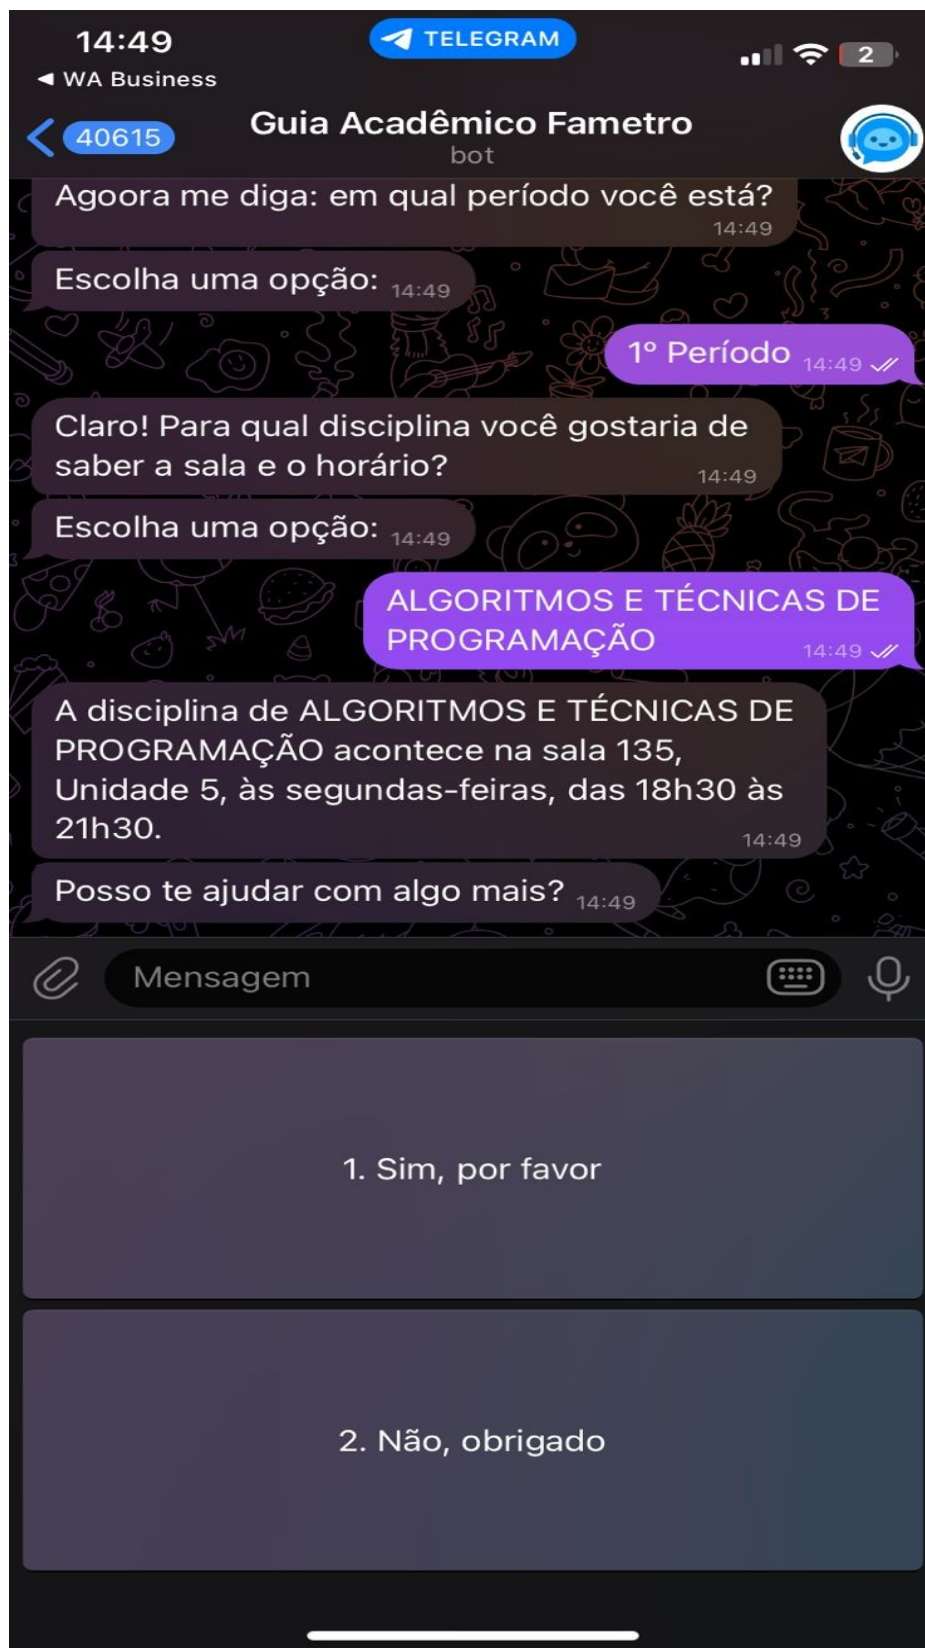 14:49
TELEGRAM
2
◄ WA Business
40615
Guia Acadêmico Fametro
bot
Agoora me diga: em qual período você está?
14:49
Escolha uma opção: 14:49
1º Período 14:49
Claro! Para qual disciplina você gostaria de
saber a sala e o horário?
14:49
Escolha uma opção: 14:49
ALGORITMOS E TÉCNICAS DE
PROGRAMAÇÃO 14:49
A disciplina de ALGORITMOS E TÉCNICAS DE
PROGRAMAÇÃO acontece na sala 135,
Unidade 5, às segundas-feiras, das 18h30 às
21h30.
14:49
Posso te ajudar com algo mais? 14:49
Mensagem
1. Sim, por favor
2. Não, obrigado